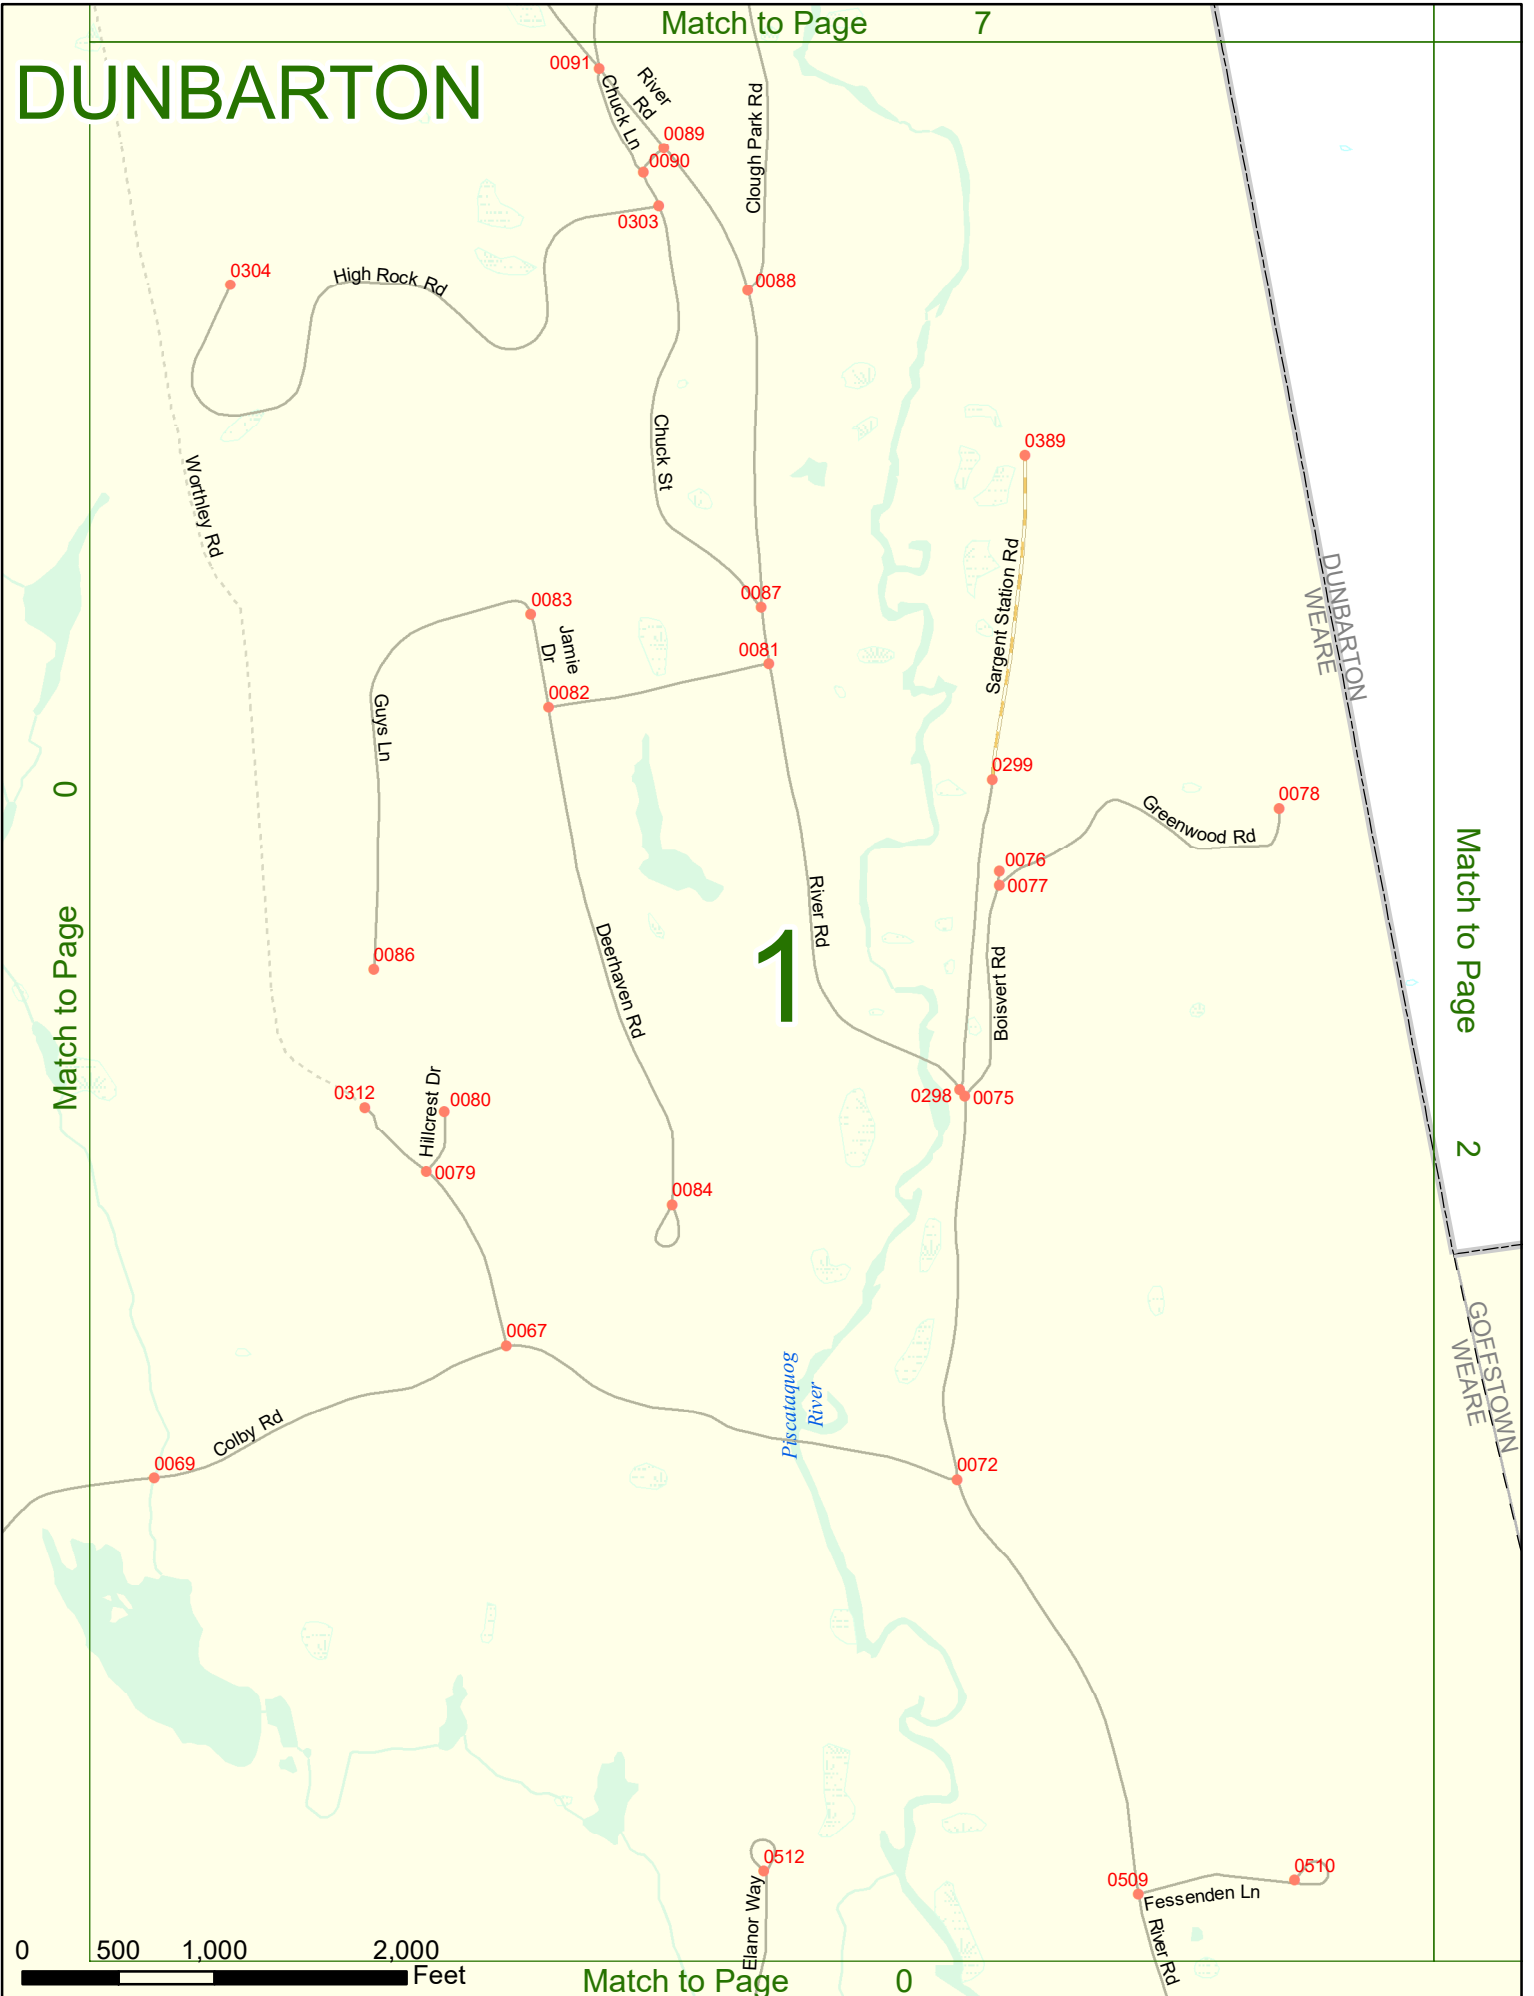 Match to Page 7
DUNBARTON
0091
River
Rd
Chuck Ln
Clough Park Rd
0089
0090
0303
0304
High Rock Rd
0088
Chuck St
0389
Worthley Rd
Sargent Station Rd
DUNBARTON
WEARE
0083
0087
Jamie
Dr
0081
0082
Guys Ln
0299
0078
Greenwood Rd
0076
0077
Match to Page 0
Match to Page 2
River Rd
1
Deerhaven Rd
Boisvert Rd
0086
0312
Hillcrest Dr
0080
0298
0075
0079
0084
GOFFSTOWN
WEARE
0067
Piscataquog
River
Colby Rd
0069
0072
0512
Elanor Way
0509
0510
Fessenden Ln
River Rd
0 500 1,000 2,000
Feet
Match to Page 0